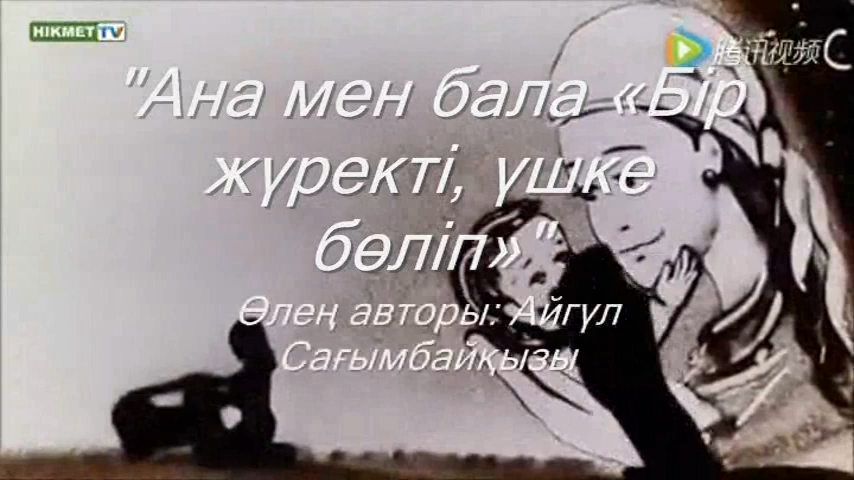 HIKMET TV
腾讯视频
"Ана мен бала «Бір
жүректі, үшке
бөліп»"
Өлең авторы: Айгүл
Сағымбайқызы